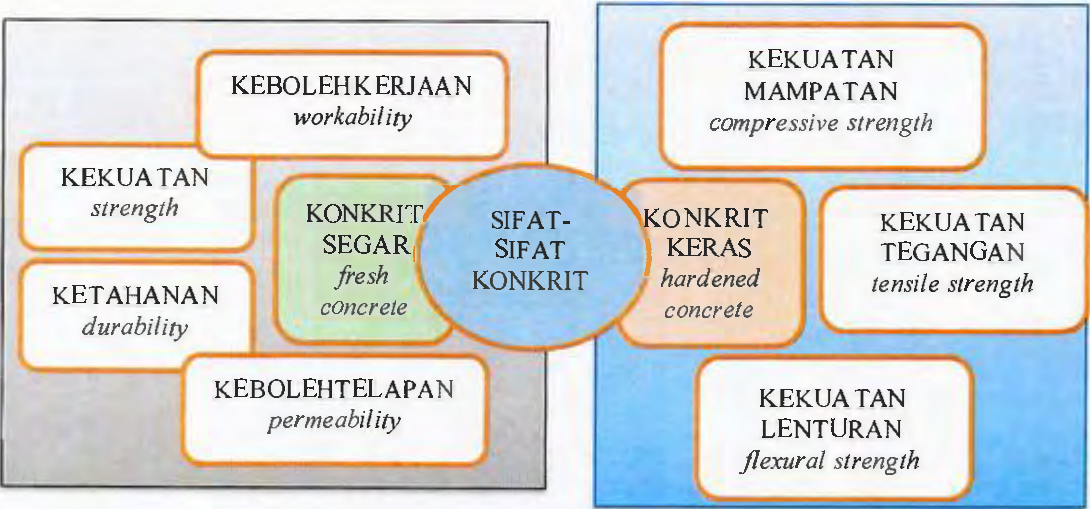 KEBOLEHKERJAAN
workability
KEKUATAN
strength
KETAHANAN
durability
KEBOLEHTELAPAN
permeability
KONKRIT
SEGAR
fresh
concrete
SIFAT-
SIFAT
KONKRIT
KONKRIT
KERAS
hardened
concrete
KEKUATAN
MAMPATAN
compressive strength
KEKUATAN
TEGANGAN
tensile strength
KEKUATAN
LENTURAN
flexural strength